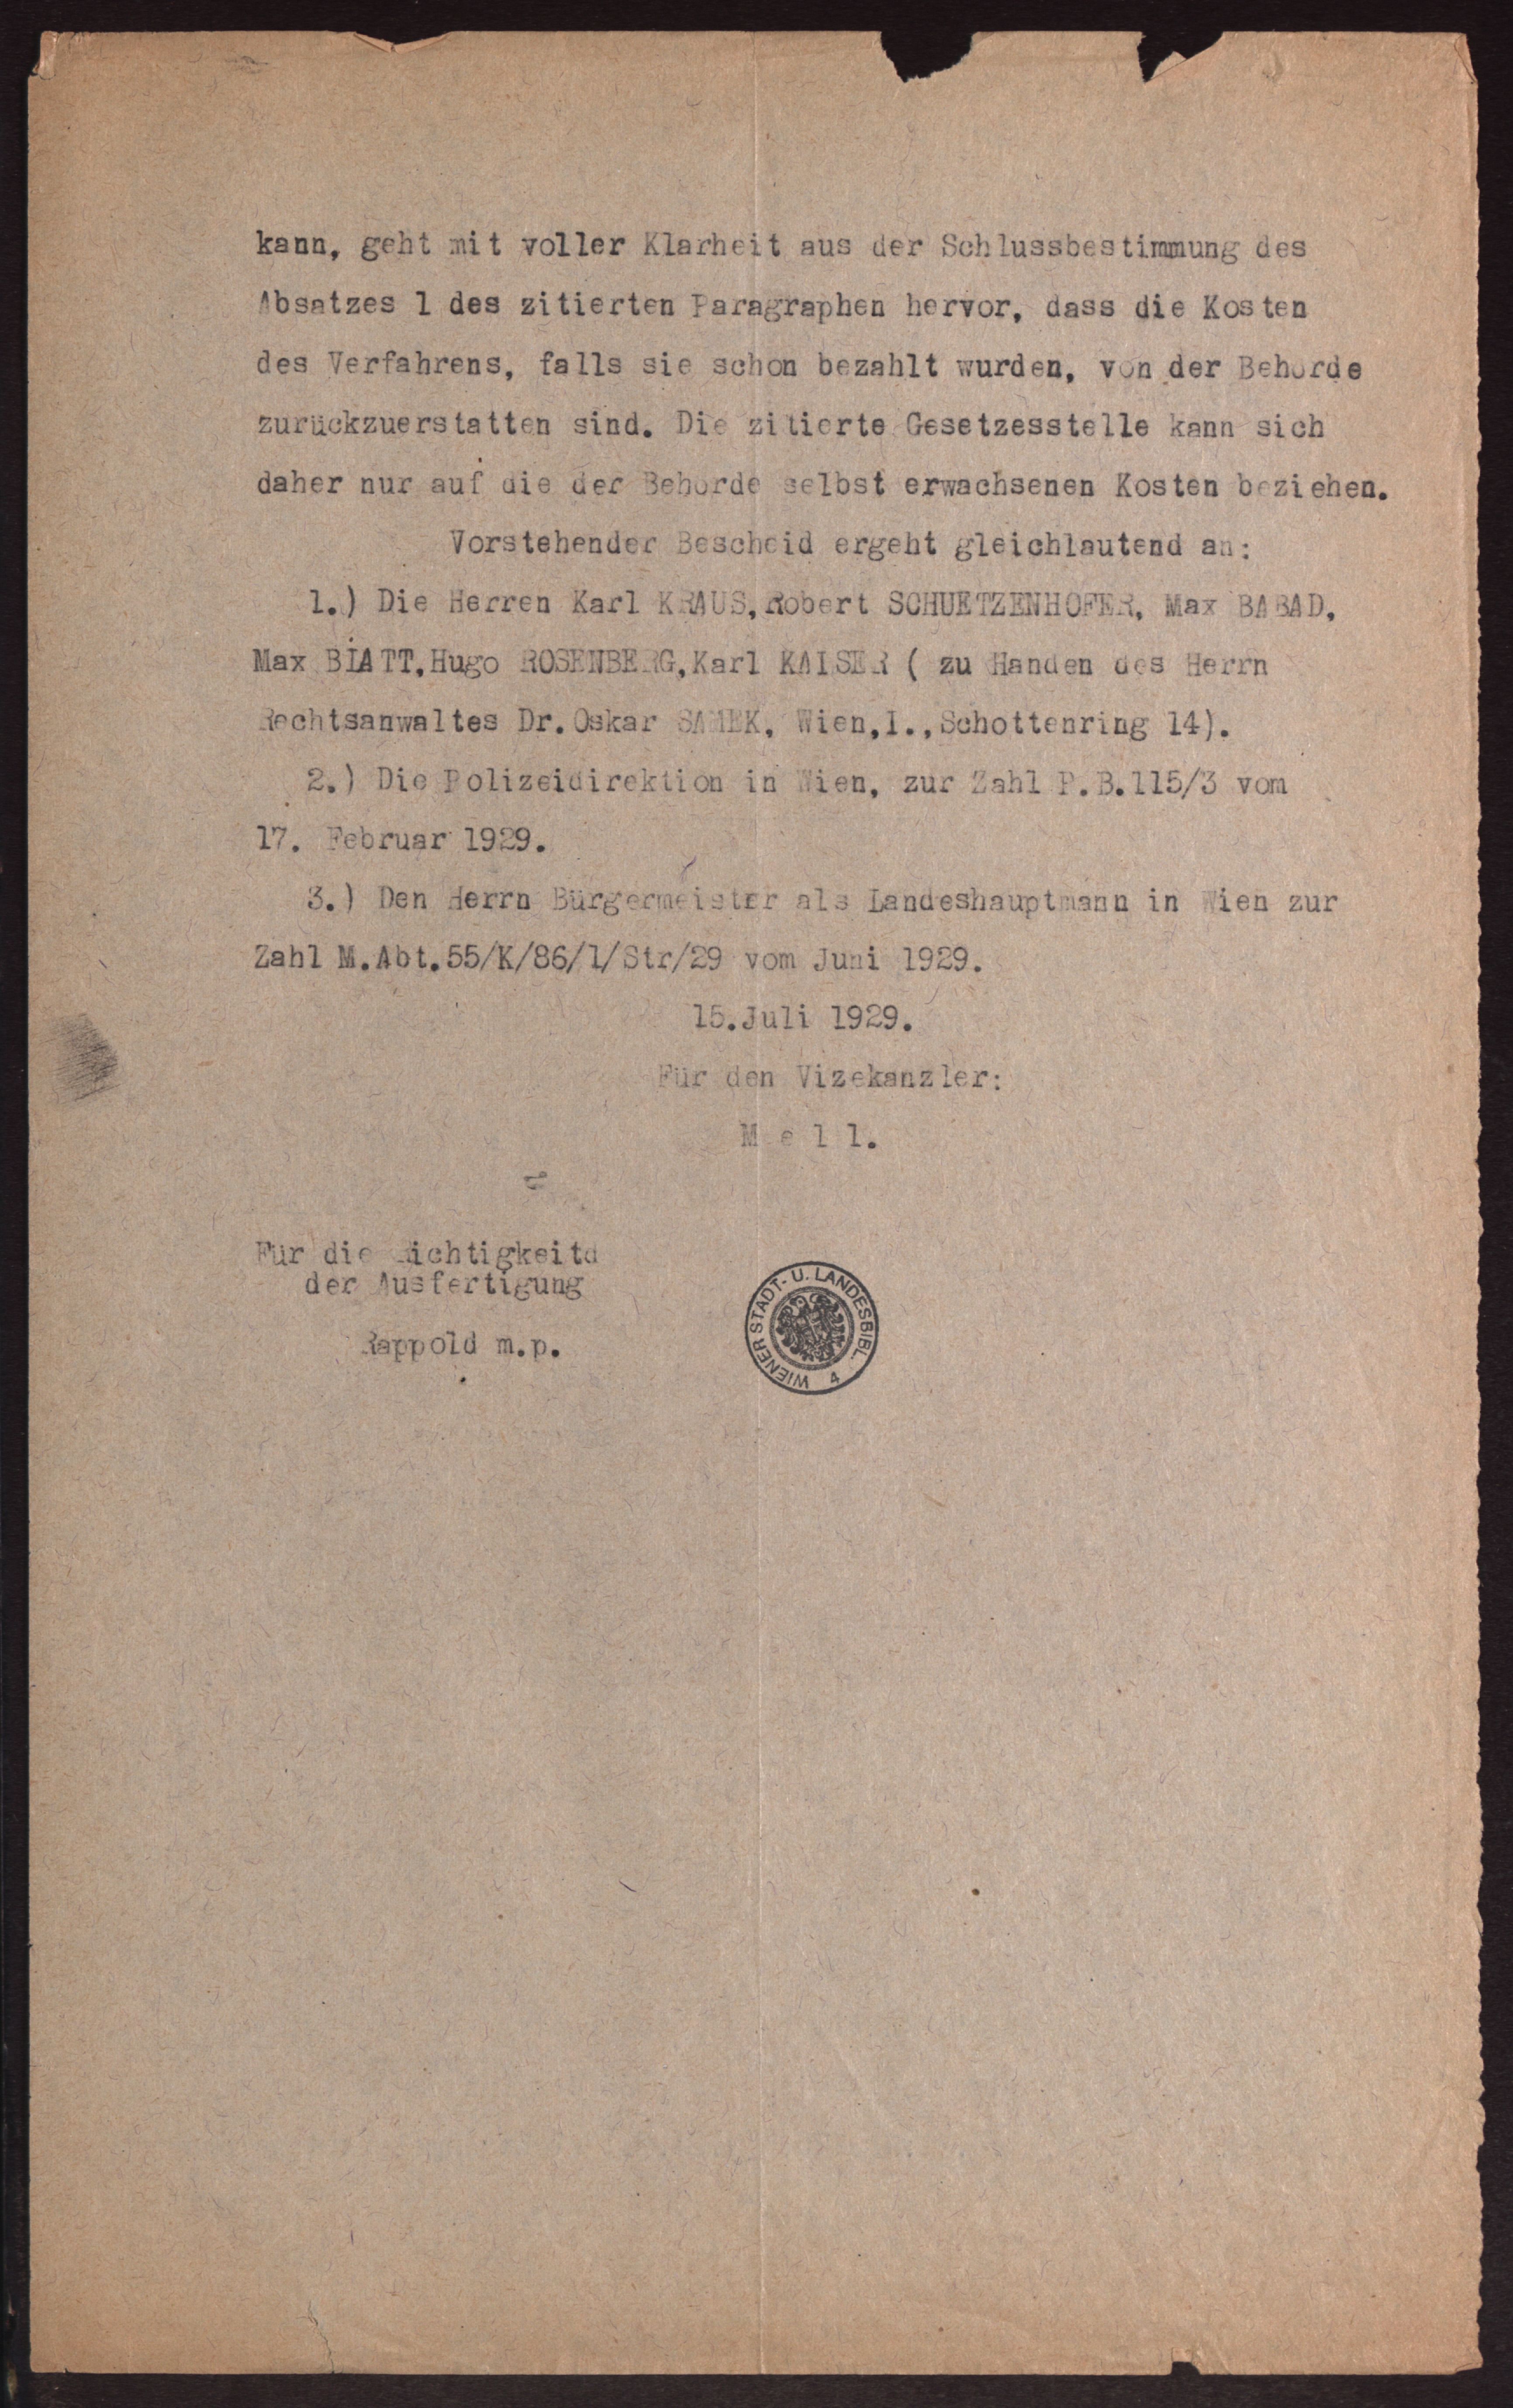 kann, geht mit voller Klarheit aus der Schlussbestimmung des
Absatzes 1 des zitierten Paragraphen hervor, dass die Kosten
des Verfahrens, falls sie schon bezahlt wurden, von der Behörde
zurückzuerstatten sind. Die zitierte Gesetzesstelle kann sich
daher nur auf die der Behörde selbst erwachsenen Kosten beziehen.
Vorstehender Bescheid ergeht gleichlautend an:
1.) Die Herren Karl KRAUS, Robert SCHUETZENHOFER, Max BABAD,
Max BLATT, Hugo ROSENBERG, Karl KAISER ( zu Handen des Herrn
Rechtsanwaltes Dr. Oskar SAMEK, Wien, I., Schottenring 14).
2.) Die Polizeidirektion in Wien, zur Zahl P.B.115/3 vom
17. Februar 1929.
3.) Den Herrn Bürgermeister als Landeshauptmann in Wien zur
Zahl M.Abt.55/K/86/1/Str/29 vom Juni 1929.
15. Juli 1929.
Für den Vizekanzler:
M e l l.
Für die Richtigkeitd
der Ausfertigung
Rappold m.p.
WIENER STADT- U. LANDESBIBL. 4